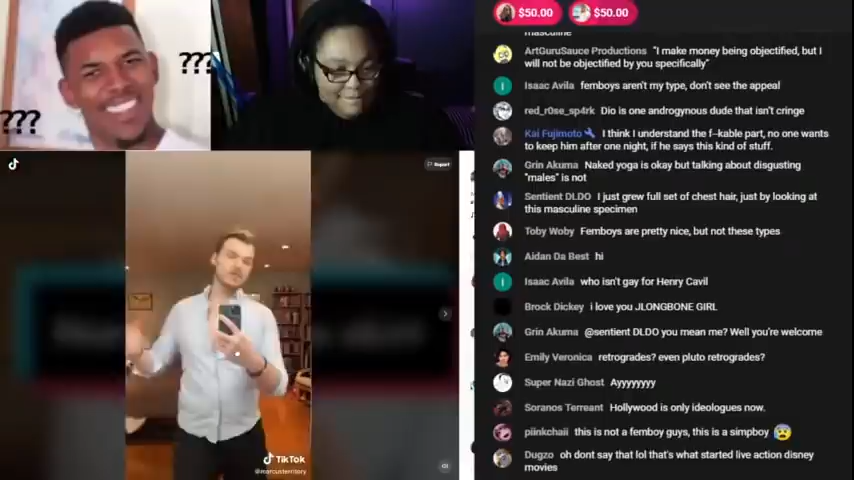 ???
???
$50.00
$50.00
masculine
ArtGuruSauce Productions "I make money being objectified, but I
will not be objectified by you specifically"
Isaac Avila femboys aren't my type, don't see the appeal
red_r0se_sp4rk Dio is one androgynous dude that isn't cringe
Kai Fujimoto I think I understand the f--kable part, no one wants
to keep him after one night, if he says this kind of stuff.
Grin Akuma Naked yoga is okay but talking about disgusting
"males" is not
Sentient DLDO I just grew full set of chest hair, just by looking at
this masculine specimen
Toby Woby Femboys are pretty nice, but not these types
Aidan Da Best hi
Isaac Avila who isn't gay for Henry Cavil
Brock Dickey i love you JLONGBONE GIRL
Grin Akuma @sentient DLDO you mean me? Well you're welcome
Emily Veronica retrogrades? even pluto retrogrades?
Super Nazi Ghost Ayyyyyyy
Soranos Terreant Hollywood is only ideologues now.
piinkchaii this is not a femboy guys, this is a simpboy 😰
Dugzo oh dont say that lol that's what started live action disney
movies
Report
TikTok